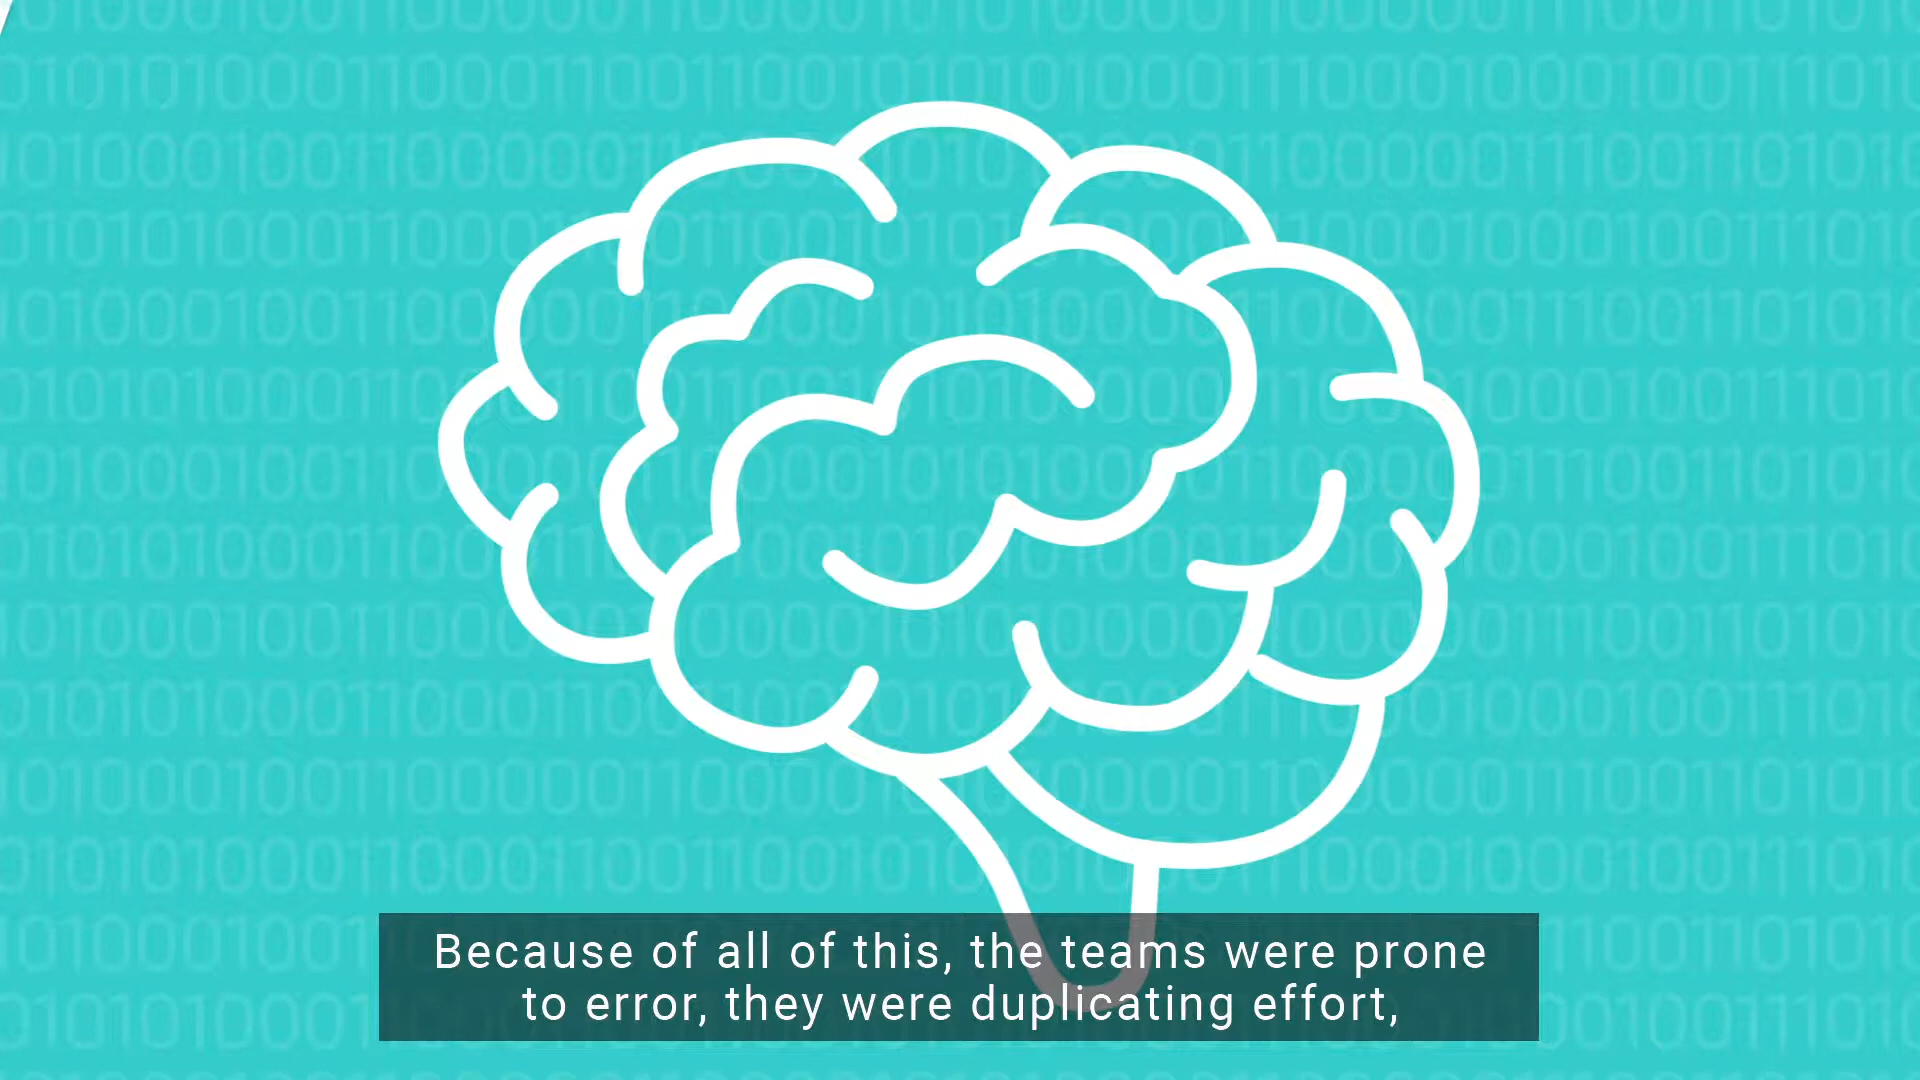 Because of all of this, the teams were prone
to error, they were duplicating effort,